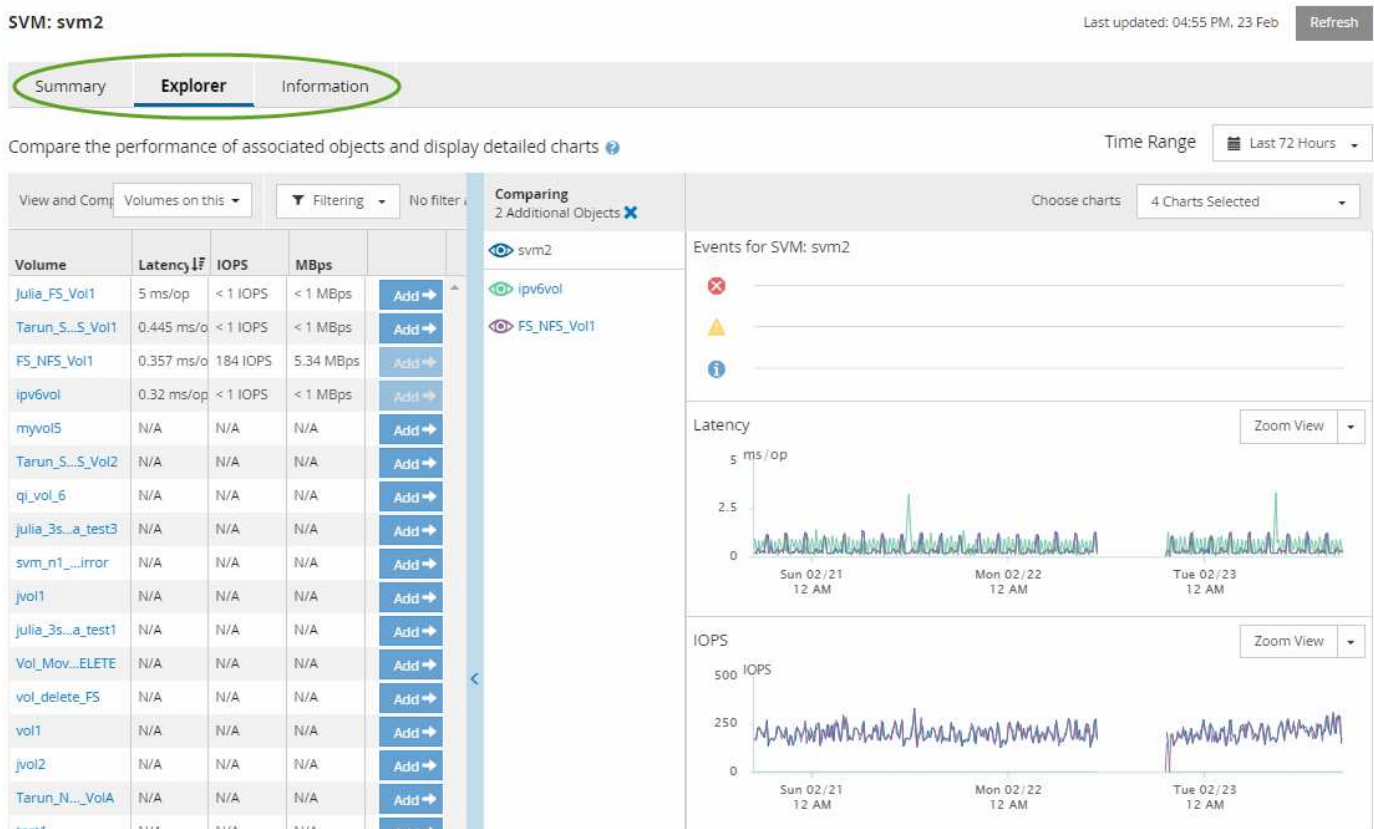 SVM: svm2
Last updated: 04:55 PM, 23 Feb Refresh
Summary Explorer Information
Compare the performance of associated objects and display detailed charts ?
Time Range Last 72 Hours
View and Comp Volumes on this Filtering No filter
Comparing
2 Additional Objects
Choose charts 4 Charts Selected
Volume Latency IOPS MBps
Julia_FS_Vol1 5 ms/op < 1 IOPS < 1 MBps Add
Tarun_S...S_Vol1 0.445 ms/o < 1 IOPS < 1 MBps Add
FS_NFS_Vol1 0.357 ms/o 184 IOPS 5.34 MBps Add
ipv6vol 0.32 ms/op < 1 IOPS < 1 MBps Add
myvol5 N/A N/A N/A Add
Tarun_S...S_Vol2 N/A N/A N/A Add
qi_vol_6 N/A N/A N/A Add
julia_3s...a_test3 N/A N/A N/A Add
svm_n1_...irror N/A N/A N/A Add
jvol1 N/A N/A N/A Add
julia_3s...a_test1 N/A N/A N/A Add
Vol_Mov...ELETE N/A N/A N/A Add
vol_delete_FS N/A N/A N/A Add
vol1 N/A N/A N/A Add
jvol2 N/A N/A N/A Add
Tarun_N..._VolA N/A N/A N/A Add
svm2
ipv6vol
FS_NFS_Vol1
Events for SVM: svm2
Latency Zoom View
5 ms/op
2.5
0
Sun 02/21 Mon 02/22 Tue 02/23
12 AM 12 AM 12 AM
IOPS Zoom View
500 IOPS
250
0
Sun 02/21 Mon 02/22 Tue 02/23
12 AM 12 AM 12 AM